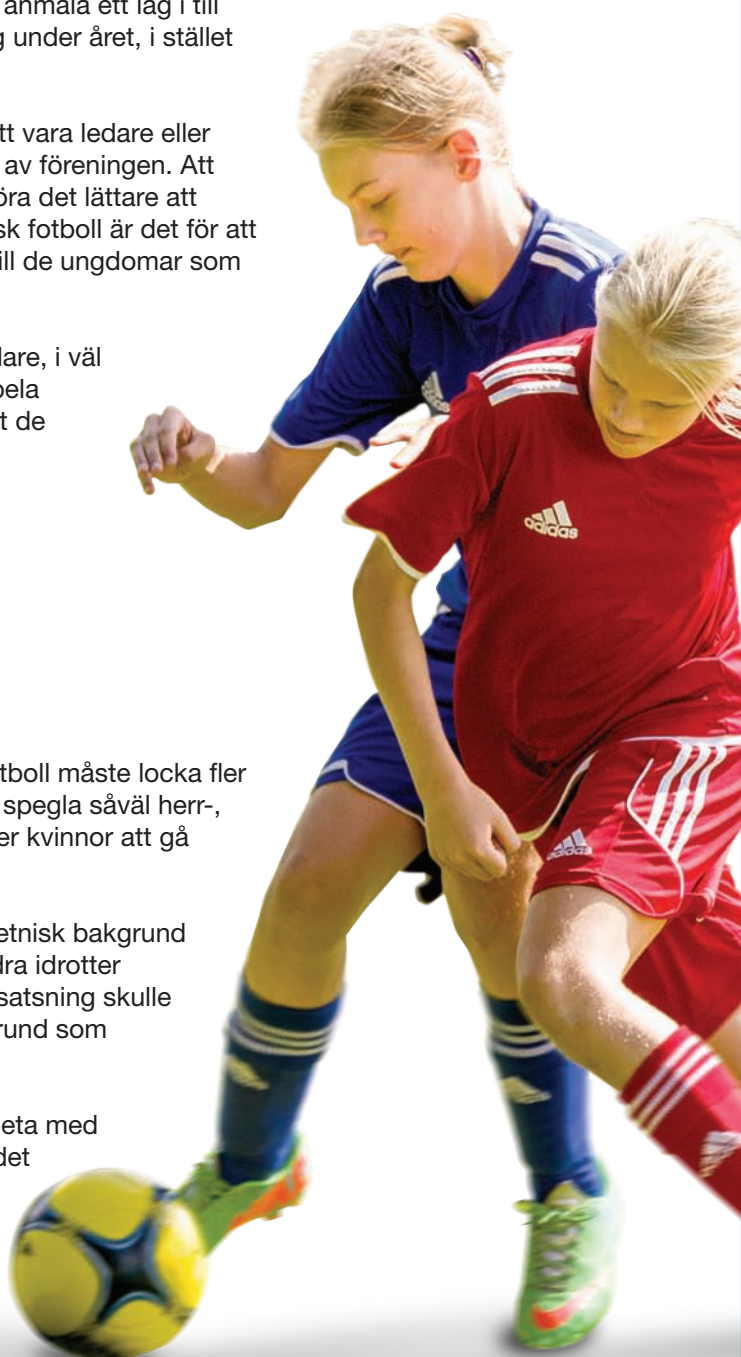 anmäla ett lag i till
under året, i stället
tt vara ledare eller
av föreningen. Att
öra det lättare att
sk fotboll är det för att
ill de ungdomar som
lare, i väl
pela
t de
adidas
adidas
tboll måste locka fler
spegla såväl herr-,
er kvinnor att gå
etnisk bakgrund
dra idrotter
satsning skulle
rund som
eta med
det